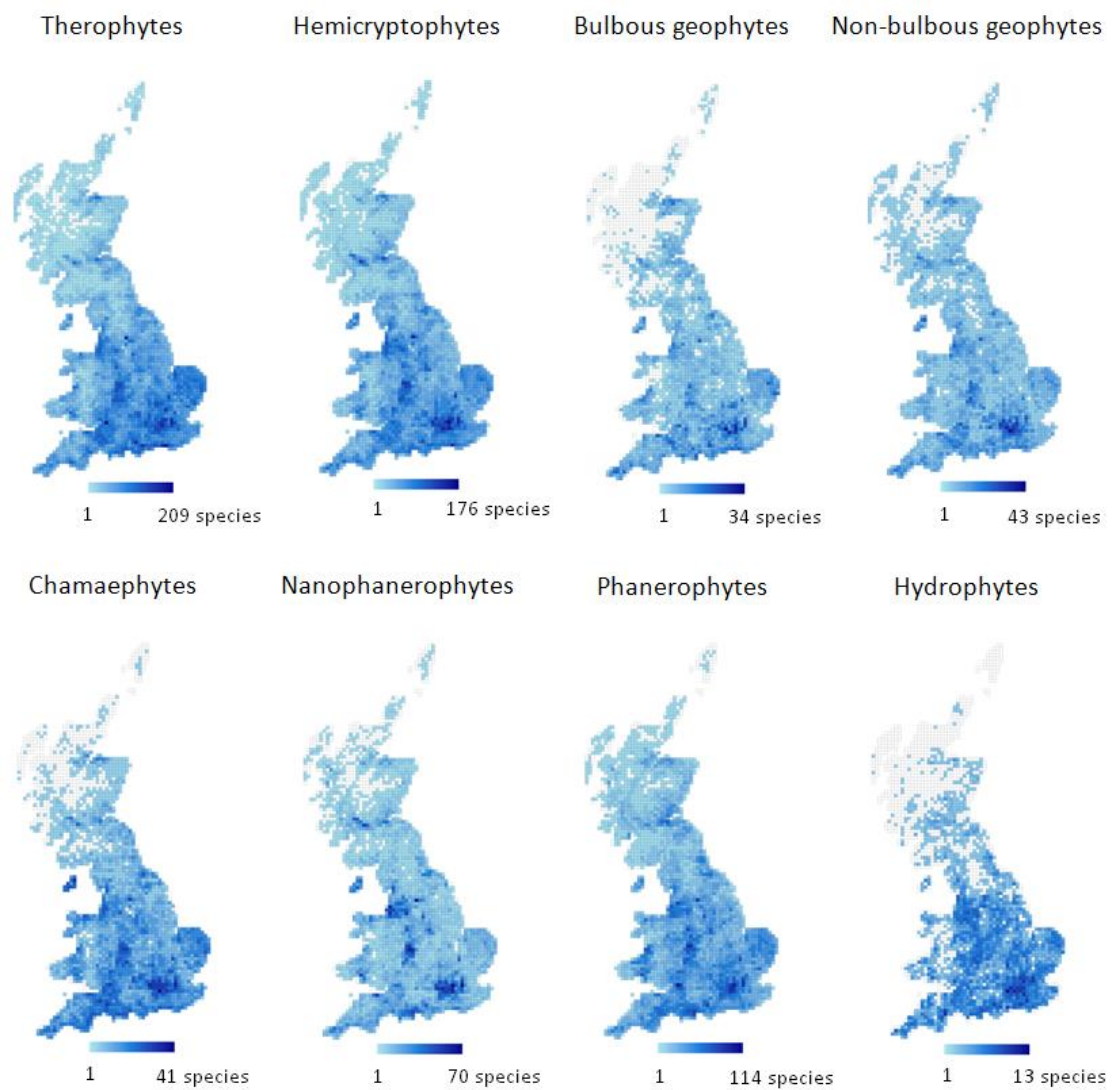 Therophytes Hemicryptophytes Bulbous geophytes Non-bulbous geophytes
1 209 species 1 176 species 1 34 species 1 43 species
Chamaephytes Nanophanerophytes Phanerophytes Hydrophytes
1 41 species 1 70 species 1 114 species 1 13 species